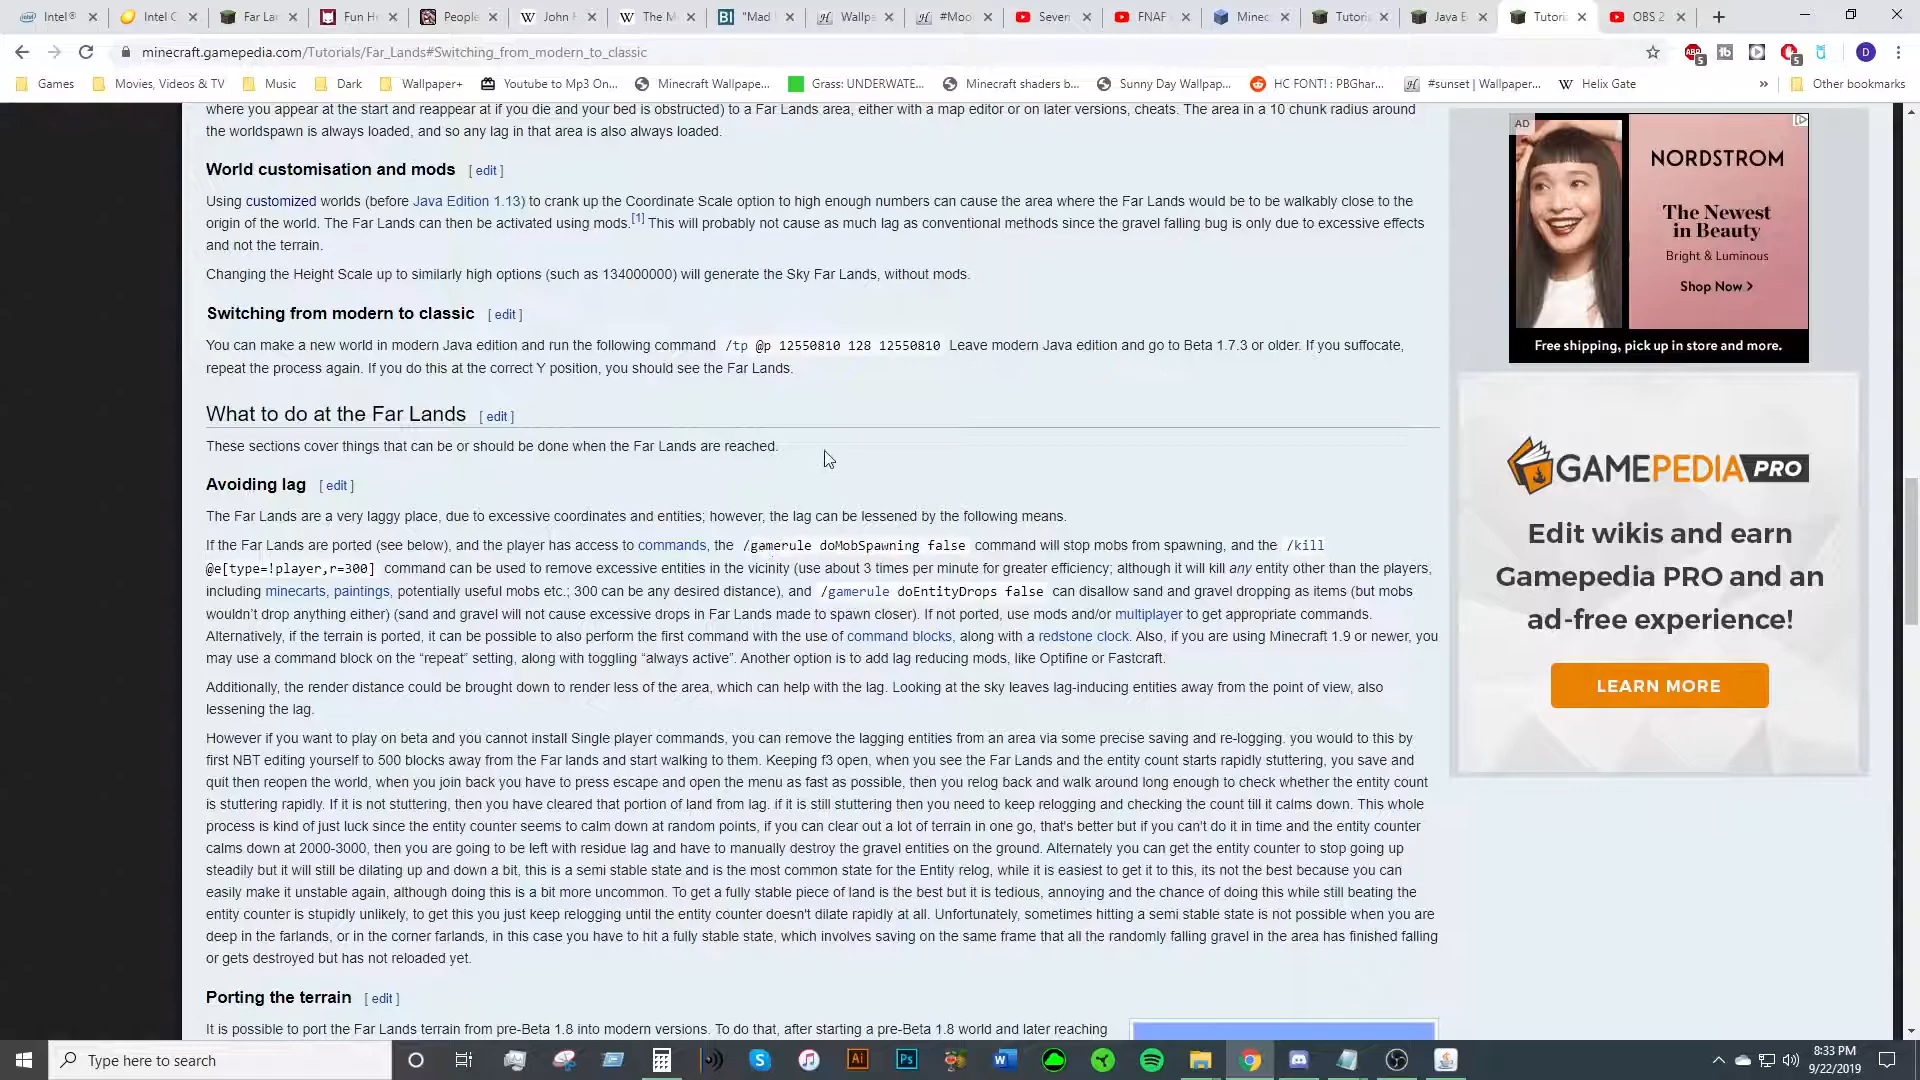 Intel®
Intel C
Far Lar
Fun H
People
John F
The M
"Mad
Wallpa
#Moo
Seven
FNAF
Minec
Tutoria
Java E
Tutoria
OBS 2
minecraft.gamepedia.com/Tutorials/Far_Lands#Switching_from_modern_to_classic
Games
Movies, Videos & TV
Music
Dark
Wallpaper+
Youtube to Mp3 On...
Minecraft Wallpape...
Grass: UNDERWATE...
Minecraft shaders b...
Sunny Day Wallpap...
HC FONT! : PBGhar...
#sunset | Wallpaper...
Helix Gate
»
Other bookmarks
where you appear at the start and reappear at if you die and your bed is obstructed) to a Far Lands area, either with a map editor or on later versions, cheats. The area in a 10 chunk radius around
the worldspawn is always loaded, and so any lag in that area is also always loaded.
World customisation and mods [ edit ]
Using customized worlds (before Java Edition 1.13) to crank up the Coordinate Scale option to high enough numbers can cause the area where the Far Lands would be to be walkably close to the
origin of the world. The Far Lands can then be activated using mods.[1] This will probably not cause as much lag as conventional methods since the gravel falling bug is only due to excessive effects
and not the terrain.
Changing the Height Scale up to similarly high options (such as 134000000) will generate the Sky Far Lands, without mods.
Switching from modern to classic [ edit ]
You can make a new world in modern Java edition and run the following command /tp @p 12550810 128 12550810 Leave modern Java edition and go to Beta 1.7.3 or older. If you suffocate,
repeat the process again. If you do this at the correct Y position, you should see the Far Lands.
What to do at the Far Lands [ edit ]
These sections cover things that can be or should be done when the Far Lands are reached.
Avoiding lag [ edit ]
The Far Lands are a very laggy place, due to excessive coordinates and entities; however, the lag can be lessened by the following means.
If the Far Lands are ported (see below), and the player has access to commands, the /gamerule doMobSpawning false command will stop mobs from spawning, and the /kill
@e[type=!player,r=300] command can be used to remove excessive entities in the vicinity (use about 3 times per minute for greater efficiency; although it will kill any entity other than the players,
including minecarts, paintings, potentially useful mobs etc.; 300 can be any desired distance), and /gamerule doEntityDrops false can disallow sand and gravel dropping as items (but mobs
wouldn't drop anything either) (sand and gravel will not cause excessive drops in Far Lands made to spawn closer). If not ported, use mods and/or multiplayer to get appropriate commands.
Alternatively, if the terrain is ported, it can be possible to also perform the first command with the use of command blocks, along with a redstone clock. Also, if you are using Minecraft 1.9 or newer, you
may use a command block on the “repeat” setting, along with toggling “always active”. Another option is to add lag reducing mods, like Optifine or Fastcraft.
Additionally, the render distance could be brought down to render less of the area, which can help with the lag. Looking at the sky leaves lag-inducing entities away from the point of view, also
lessening the lag.
However if you want to play on beta and you cannot install Single player commands, you can remove the lagging entities from an area via some precise saving and re-logging. you would to this by
first NBT editing yourself to 500 blocks away from the Far lands and start walking to them. Keeping f3 open, when you see the Far Lands and the entity count starts rapidly stuttering, you save and
quit then reopen the world, when you join back you have to press escape and open the menu as fast as possible, then you relog back and walk around long enough to check whether the entity count
is stuttering rapidly. If it is not stuttering, then you have cleared that portion of land from lag. if it is still stuttering then you need to keep relogging and checking the count till it calms down. This whole
process is kind of just luck since the entity counter seems to calm down at random points, if you can clear out a lot of terrain in one go, that's better but if you can't do it in time and the entity counter
calms down at 2000-3000, then you are going to be left with residue lag and have to manually destroy the gravel entities on the ground. Alternately you can get the entity counter to stop going up
steadily but it will still be dilating up and down a bit, this is a semi stable state and is the most common state for the Entity relog, while it is easiest to get it to this, its not the best because you can
easily make it unstable again, although doing this is a bit more uncommon. To get a fully stable piece of land is the best but it is tedious, annoying and the chance of doing this while still beating the
entity counter is stupidly unlikely, to get this you just keep relogging until the entity counter doesn't dilate rapidly at all. Unfortunately, sometimes hitting a semi stable state is not possible when you are
deep in the farlands, or in the corner farlands, in this case you have to hit a fully stable state, which involves saving on the same frame that all the randomly falling gravel in the area has finished falling
or gets destroyed but has not reloaded yet.
Porting the terrain [ edit ]
It is possible to port the Far Lands terrain from pre-Beta 1.8 into modern versions. To do that, after starting a pre-Beta 1.8 world and later reaching
AD
NORDSTROM
The Newest
in Beauty
Bright & Luminous
Shop Now >
Free shipping, pick up in store and more.
GAMEPEDIA PRO
Edit wikis and earn
Gamepedia PRO and an
ad-free experience!
LEARN MORE
Type here to search
8:33 PM
9/22/2019